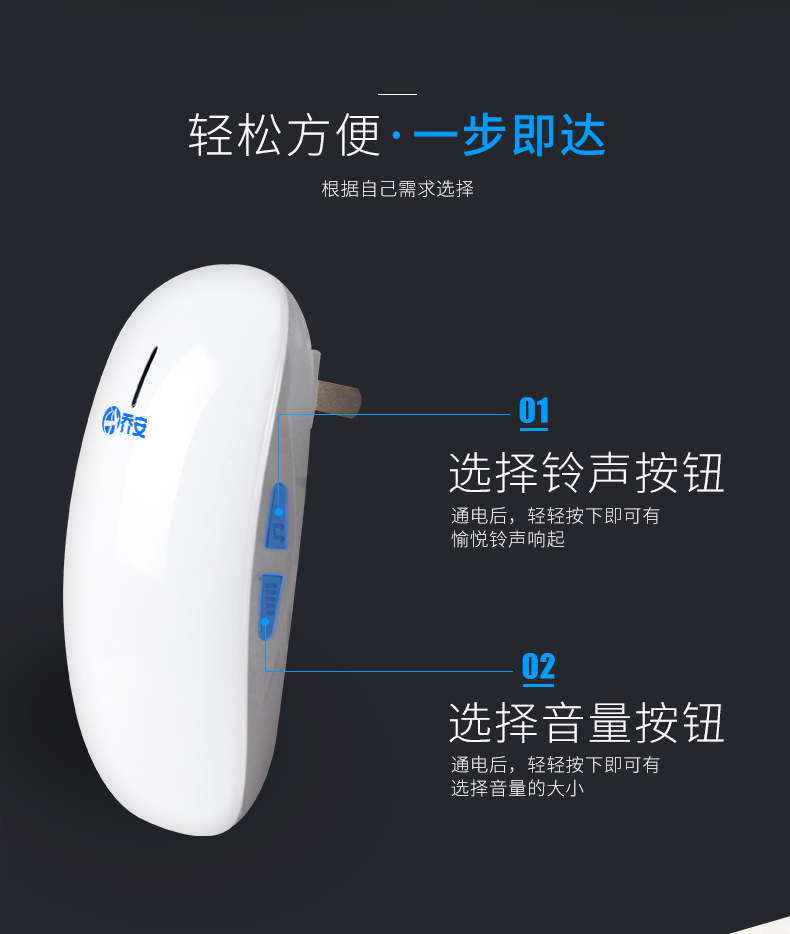 轻松方便·一步即达
根据自己需求选择
乔安
01
选择铃声按钮
通电后，轻轻按下即可有
愉悦铃声响起
02
选择音量按钮
通电后，轻轻按下即可有
选择音量的大小